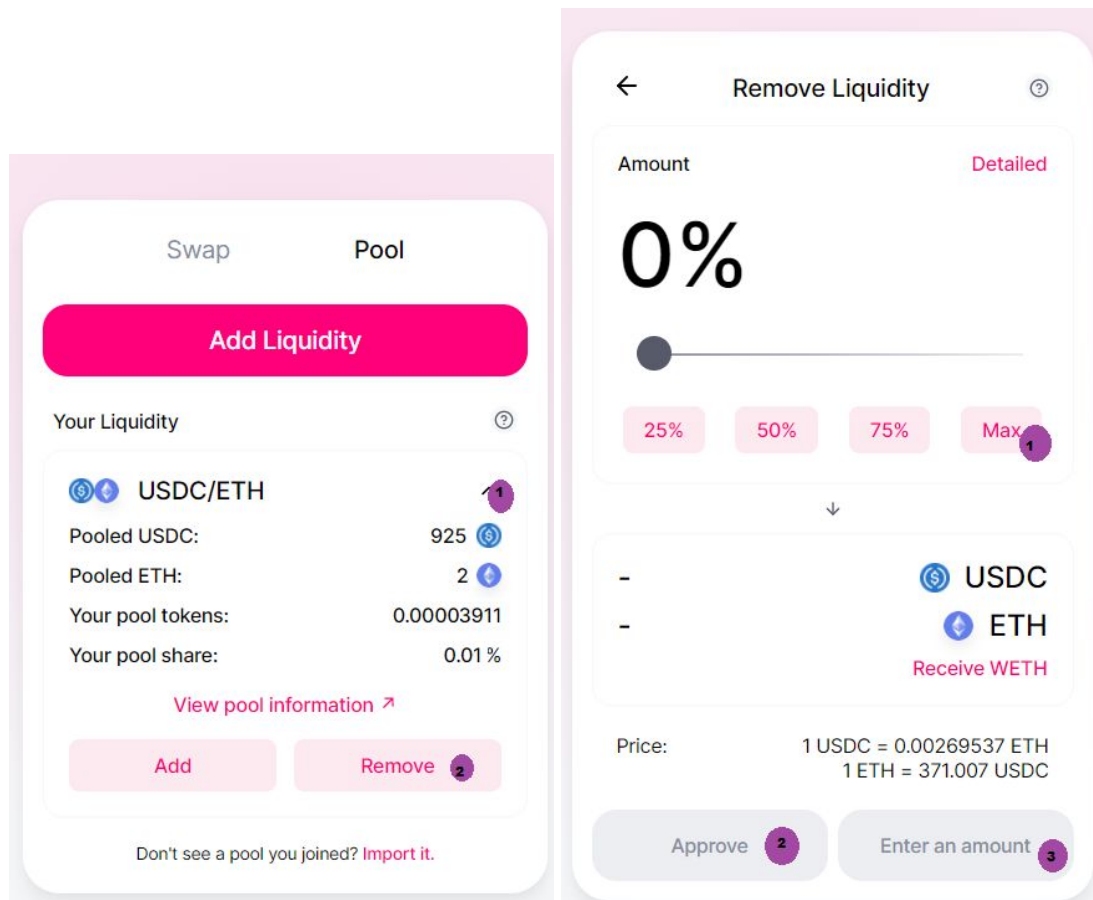 Swap Pool
Add Liquidity
Your Liquidity
USDC/ETH 1
Pooled USDC: 925
Pooled ETH: 2
Your pool tokens: 0.00003911
Your pool share: 0.01 %
View pool information ↗
Add Remove 2
Don't see a pool you joined? Import it.
← Remove Liquidity ?
Amount Detailed
0%
25% 50% 75% Max 1
↓
- USDC
- ETH
Receive WETH
Price: 1 USDC = 0.00269537 ETH
1 ETH = 371.007 USDC
Approve 2 Enter an amount 3